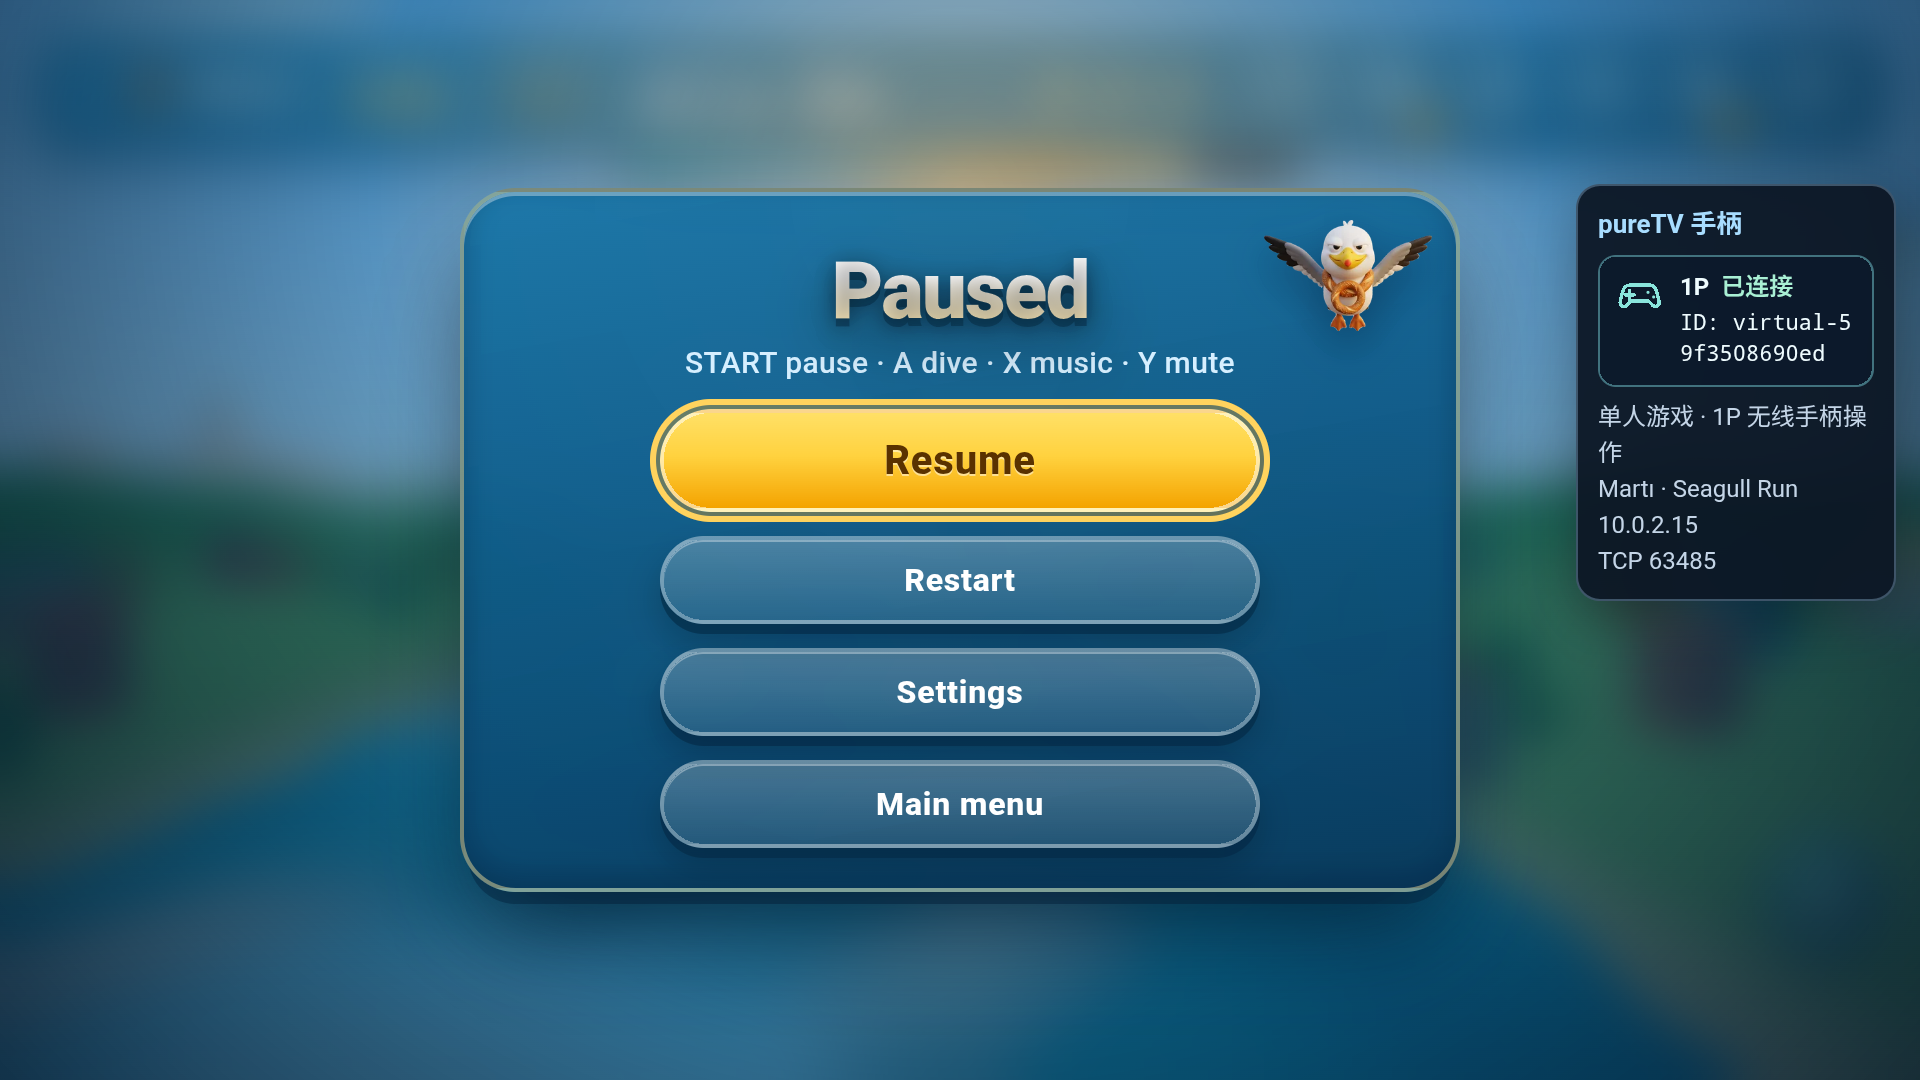 Paused
START pause · A dive · X music · Y mute
Resume
Restart
Settings
Main menu
pureTV 手柄
1P 已连接
ID: virtual-5
9f3508690ed
单人游戏 · 1P 无线手柄操
作
Martı · Seagull Run
10.0.2.15
TCP 63485